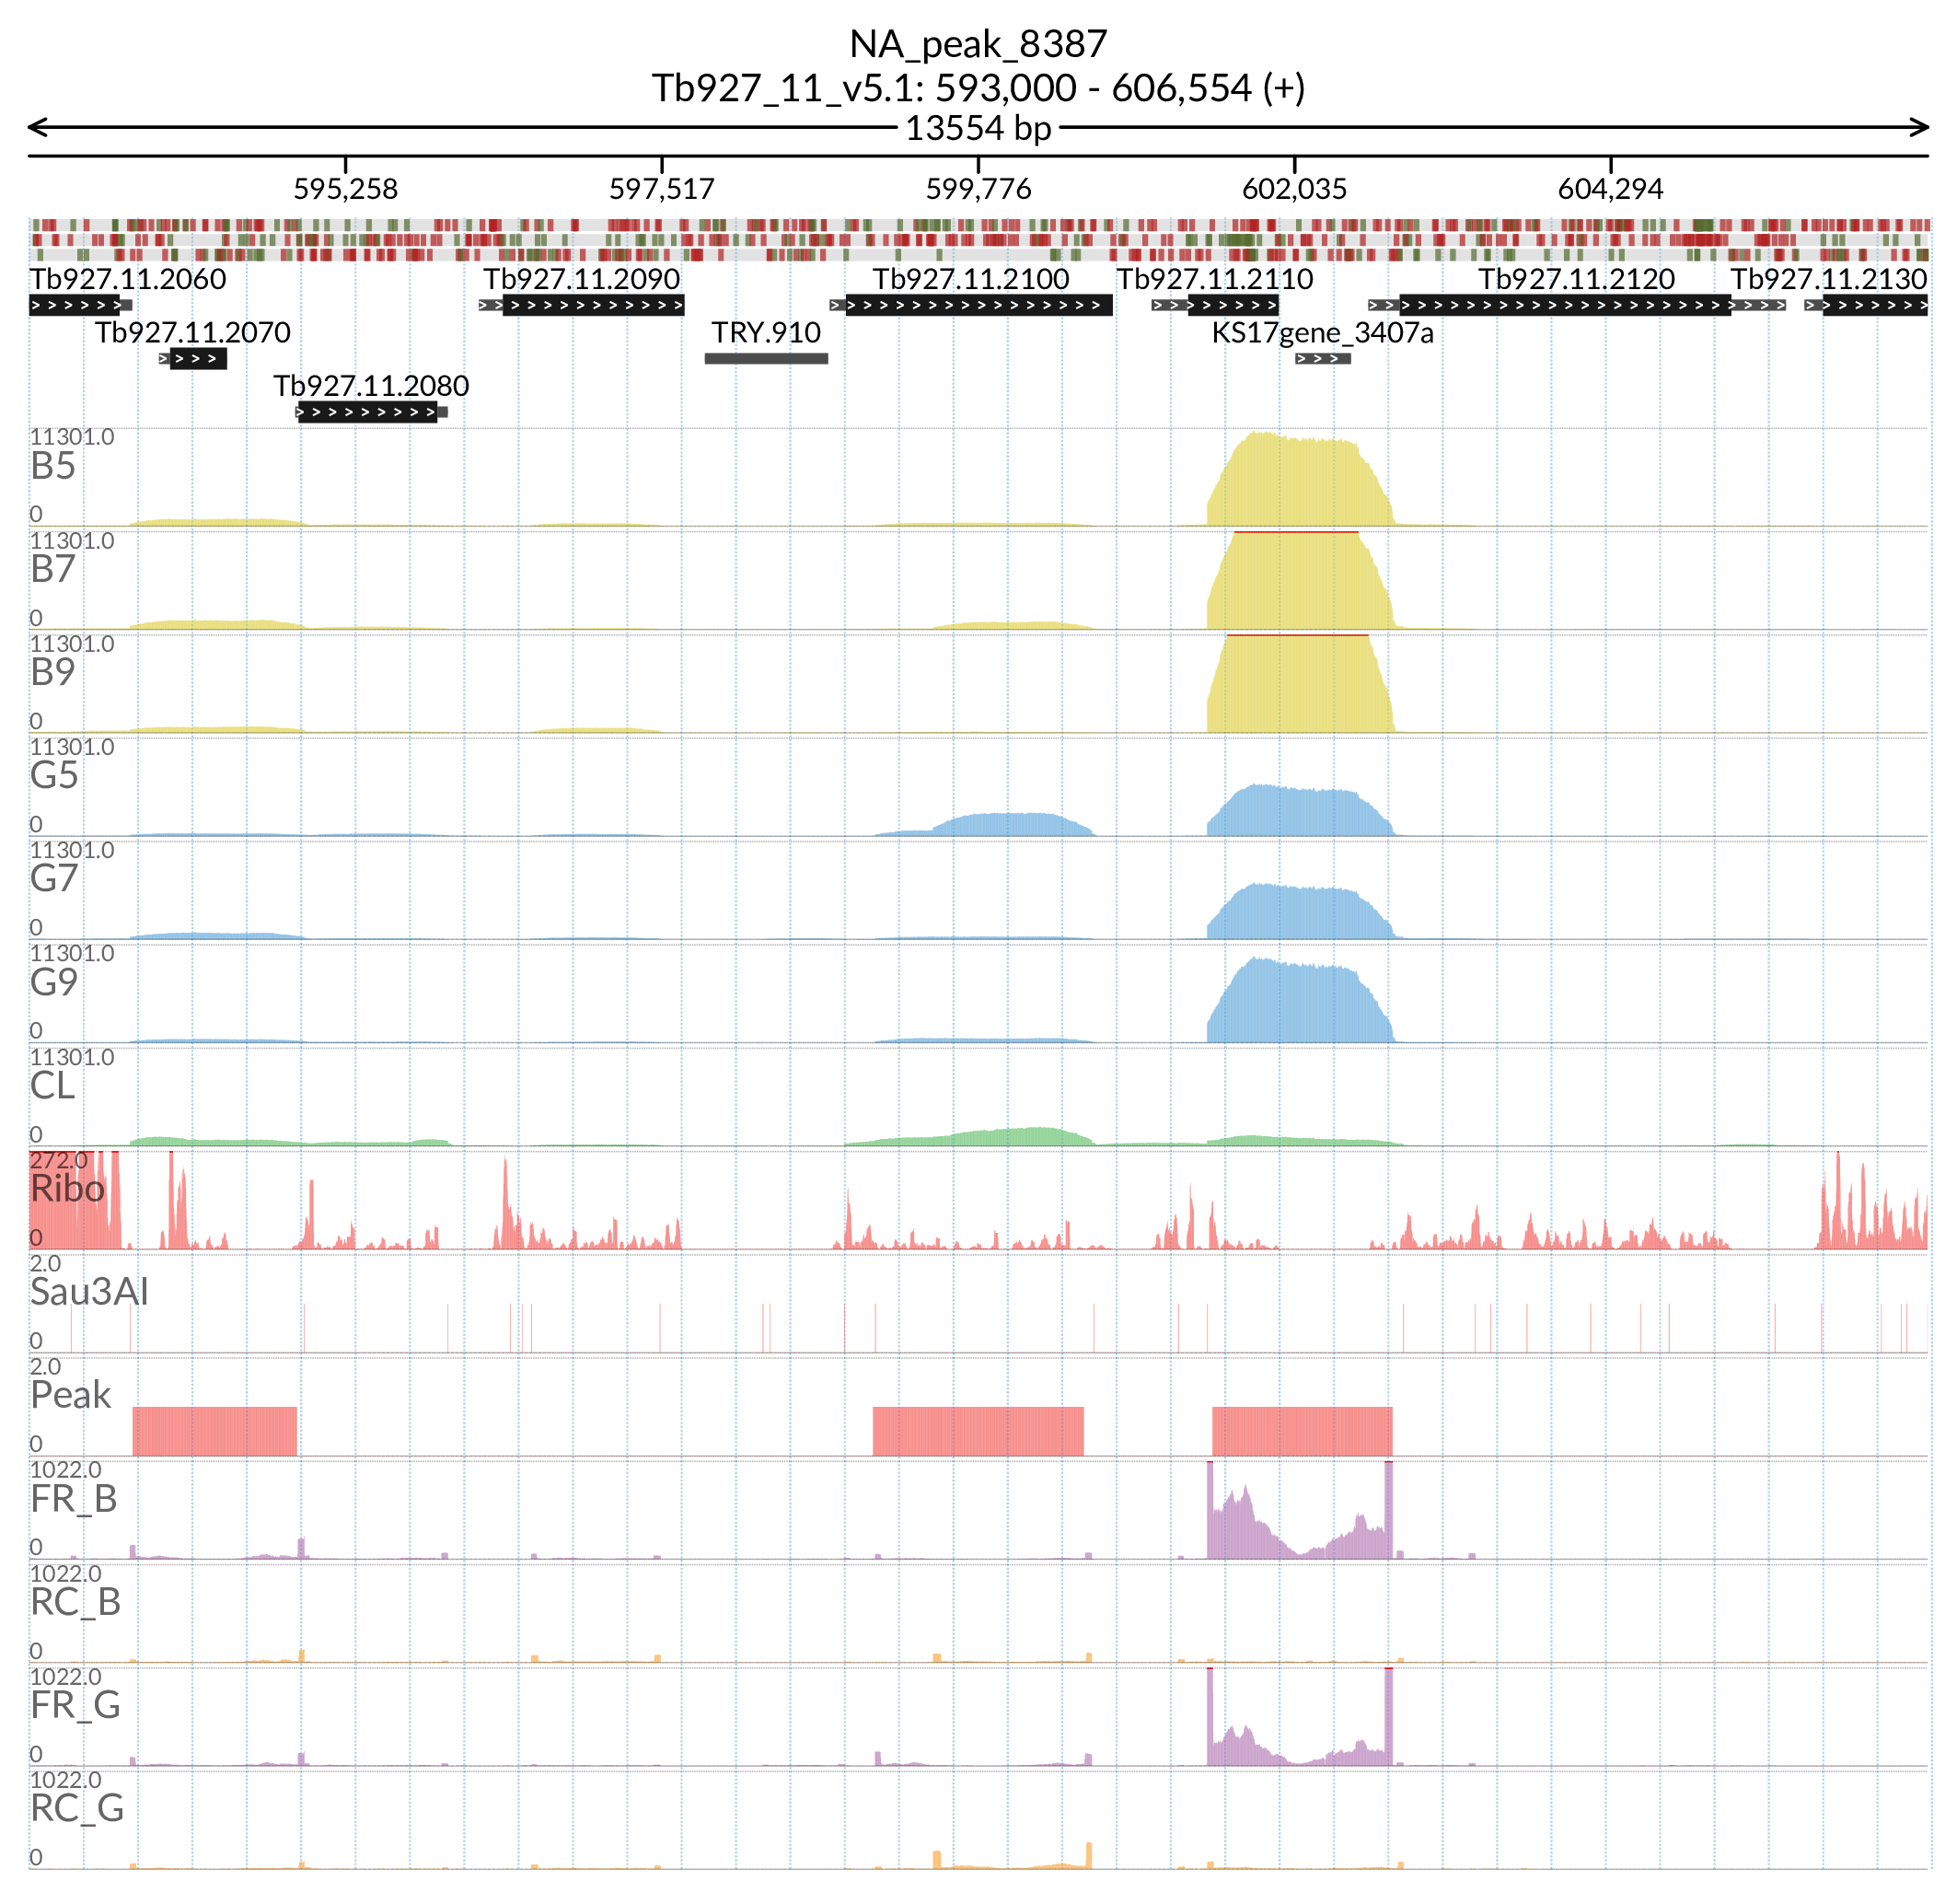 NA_peak_8387
Tb927_11_v5.1: 593,000 - 606,554 (+)
13554 bp
595,258 597,517 599,776 602,035 604,294
Tb927.11.2060 Tb927.11.2090 Tb927.11.2100 Tb927.11.2110 Tb927.11.2120 Tb927.11.2130
Tb927.11.2070 TRY.910 KS17gene_3407a
Tb927.11.2080
11301.0
B5
0
11301.0
B7
0
11301.0
B9
0
11301.0
G5
0
11301.0
G7
0
11301.0
G9
0
11301.0
CL
0
272.0
Ribo
0
2.0
Sau3AI
0
2.0
Peak
0
1022.0
FR_B
0
1022.0
RC_B
0
1022.0
FR_G
0
1022.0
RC_G
0